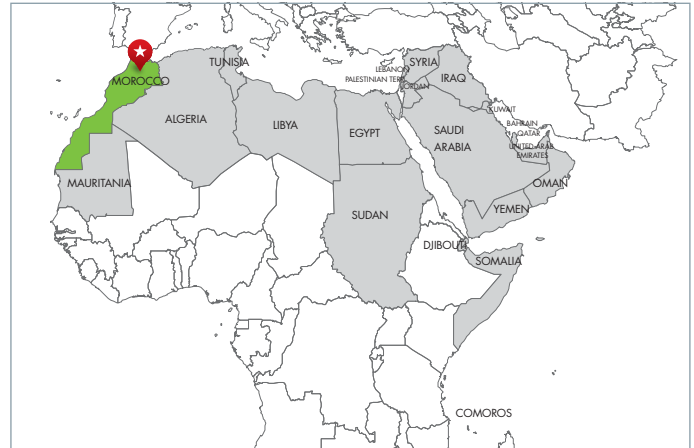 TUNISIA
SYRIA
LEBANON
PALESTINIAN TERR.
IRAQ
MOROCCO
JORDAN
KUWAIT
ALGERIA
LIBYA
EGYPT
SAUDI
ARABIA
BAHRAIN
QATAR
UNITED ARAB
EMIRATES
MAURITANIA
OMAN
SUDAN
YEMEN
DJIBOUTI
SOMALIA
COMOROS